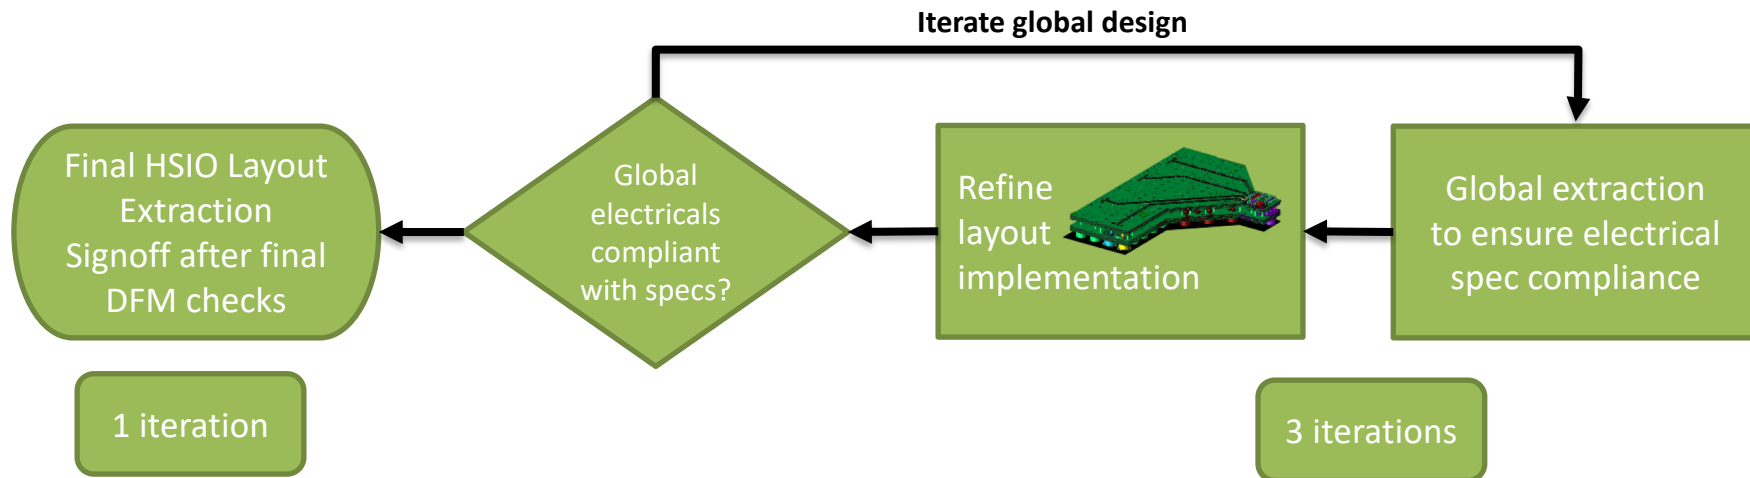 Iterate global design
Final HSIO Layout
Extraction
Signoff after final
DFM checks
Global
electricals
compliant
with specs?
Refine
layout
implementation
Global extraction
to ensure electrical
spec compliance
1 iteration
3 iterations